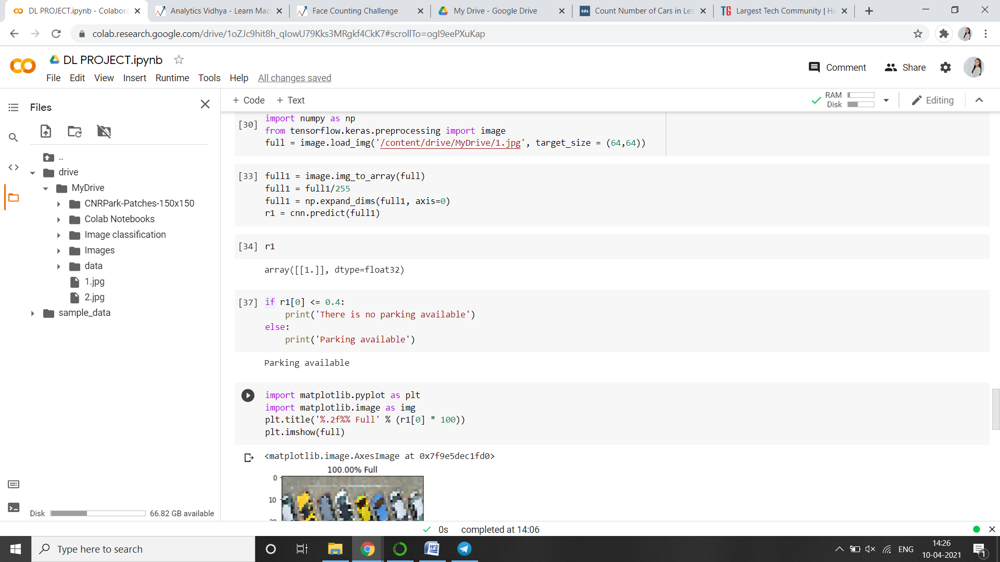 DL PROJECT.ipynb - Colabora
Analytics Vidhya - Learn Mac
Face Counting Challenge
My Drive - Google Drive
tds
Count Number of Cars in Les
TG
Largest Tech Community | Ha
colab.research.google.com/drive/1oZJc9hit8h_qIowU79Kks3MRgkf4CkK7#scrollTo=ogI9eePXuKap
DL PROJECT.ipynb
Comment
Share
File Edit View Insert Runtime Tools Help All changes saved
Files
+ Code + Text
RAM
Disk
Editing
..
drive
MyDrive
CNRPark-Patches-150x150
Colab Notebooks
Image classification
Images
data
1.jpg
2.jpg
sample_data
Disk 66.82 GB available
[30] import numpy as np
from tensorflow.keras.preprocessing import image
full = image.load_img('/content/drive/MyDrive/1.jpg', target_size = (64,64))
[33] full1 = image.img_to_array(full)
full1 = full1/255
full1 = np.expand_dims(full1, axis=0)
r1 = cnn.predict(full1)
[34] r1
array([[1.]], dtype=float32)
[37] if r1[0] <= 0.4:
print('There is no parking available')
else:
print('Parking available')
Parking available
import matplotlib.pyplot as plt
import matplotlib.image as img
plt.title('%.2f%% Full' % (r1[0] * 100))
plt.imshow(full)
<matplotlib.image.AxesImage at 0x7f9e5dec1fd0>
100.00% Full
0
10
0s completed at 14:06
Type here to search
ENG
14:26
10-04-2021
1